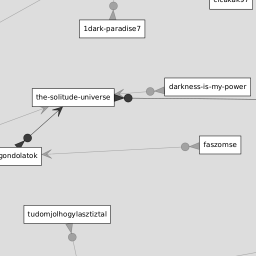 1dark-paradise7
darkness-is-my-power
the-solitude-universe
faszomse
gondolatok
tudomjolhogylasztiztal